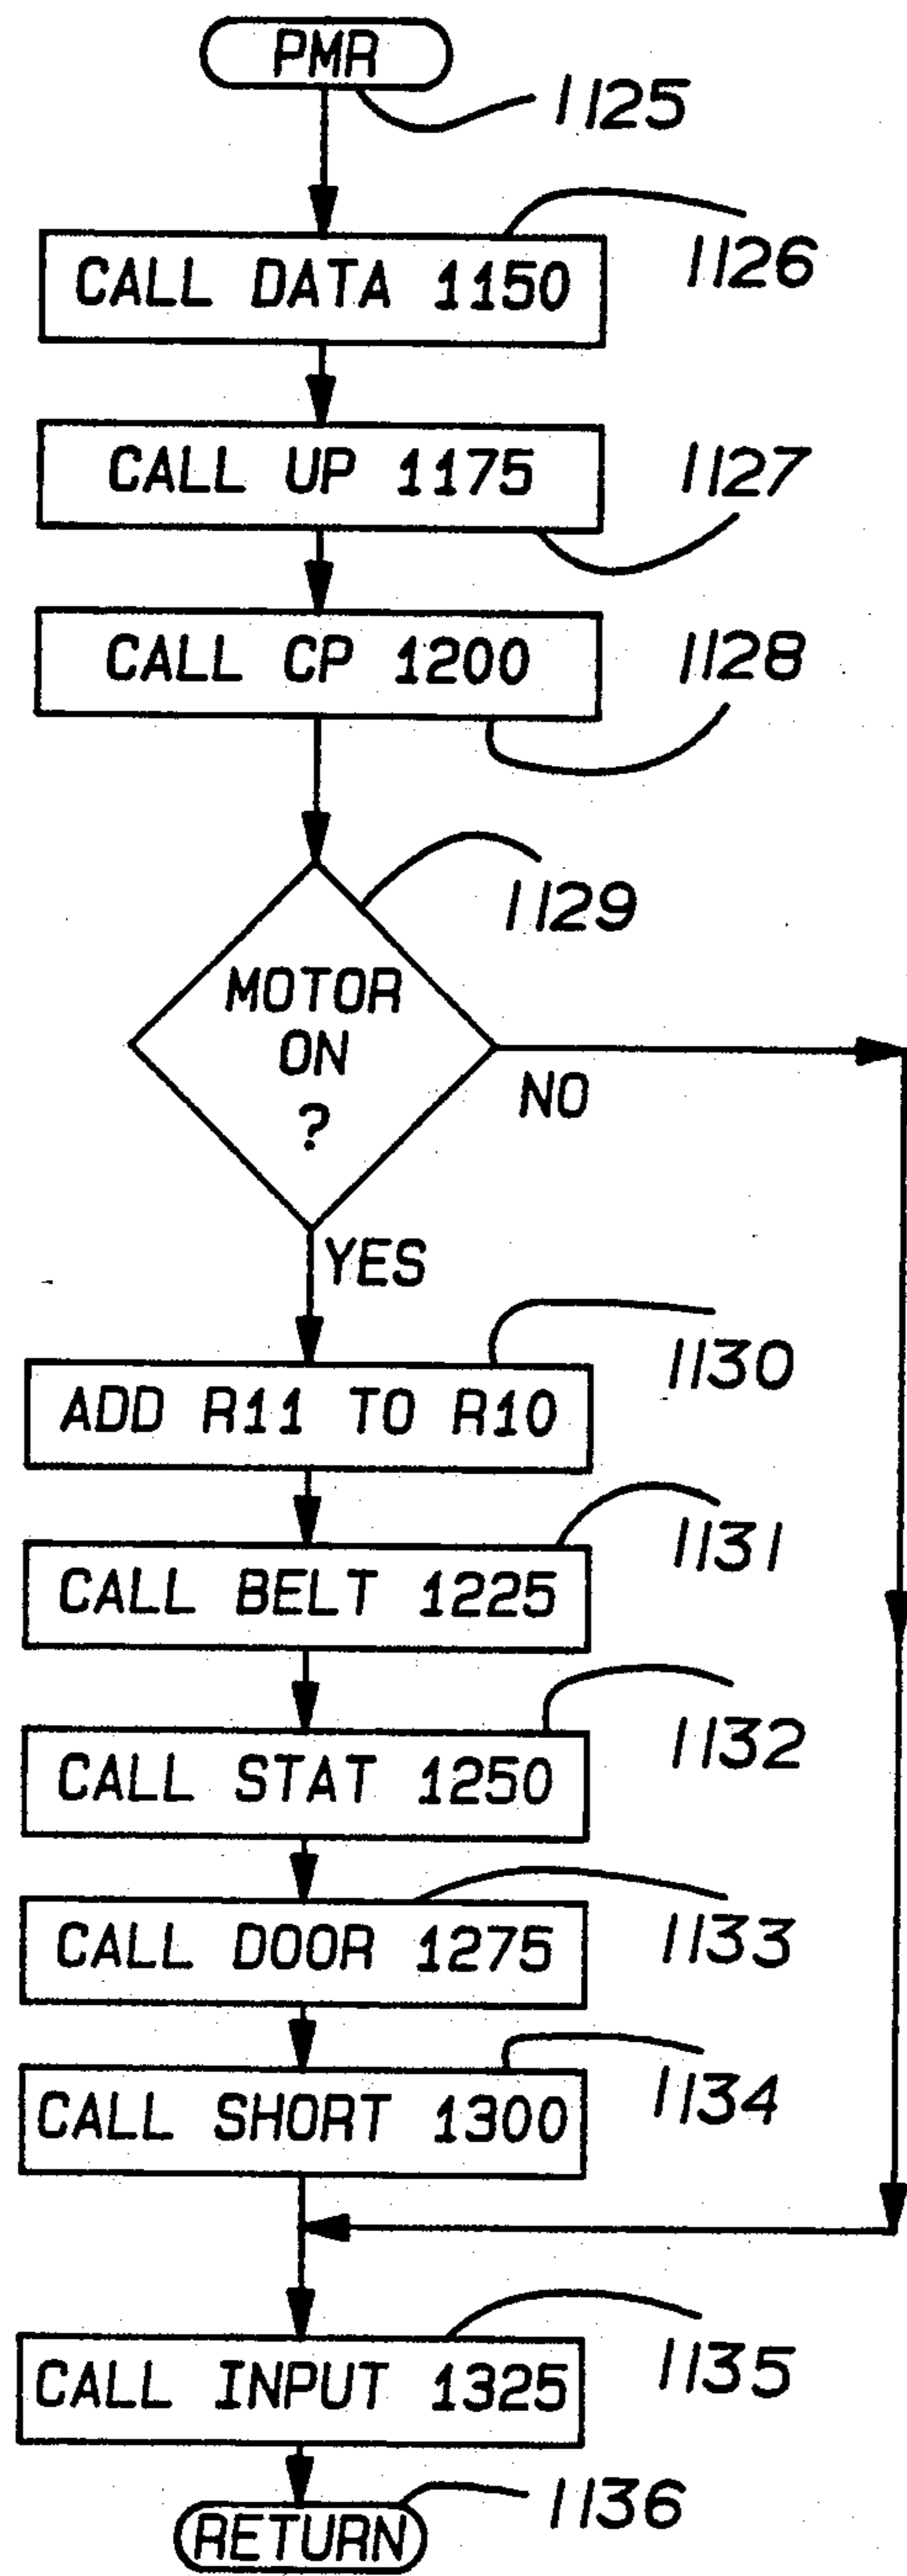 PMR
1125
CALL DATA 1150
1126
CALL UP 1175
1127
CALL CP 1200
1128
1129
MOTOR
ON
?
NO
YES
1130
ADD R11 TO R10
1131
CALL BELT 1225
1132
CALL STAT 1250
1133
CALL DOOR 1275
1134
CALL SHORT 1300
1135
CALL INPUT 1325
1136
RETURN